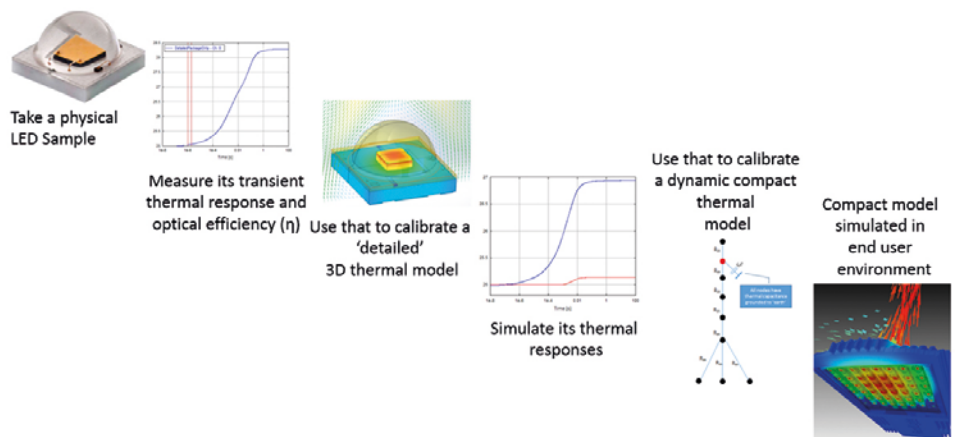 Take a physical
LED Sample
Measure its transient
thermal response and
optical efficiency (η)
Use that to calibrate a
‘detailed’
3D thermal model
Time [s]
Simulate its thermal
responses
Time [s]
Use that to calibrate
a dynamic compact
thermal
model
Compact model
simulated in
end user
environment